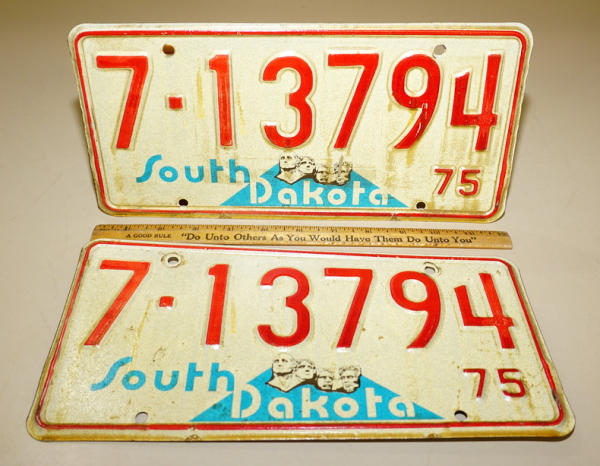 7·13794
South Dakota 75
A GOOD RULE "Do Unto Others As You Would Have Them Do Unto You"
7·13794
South Dakota 75